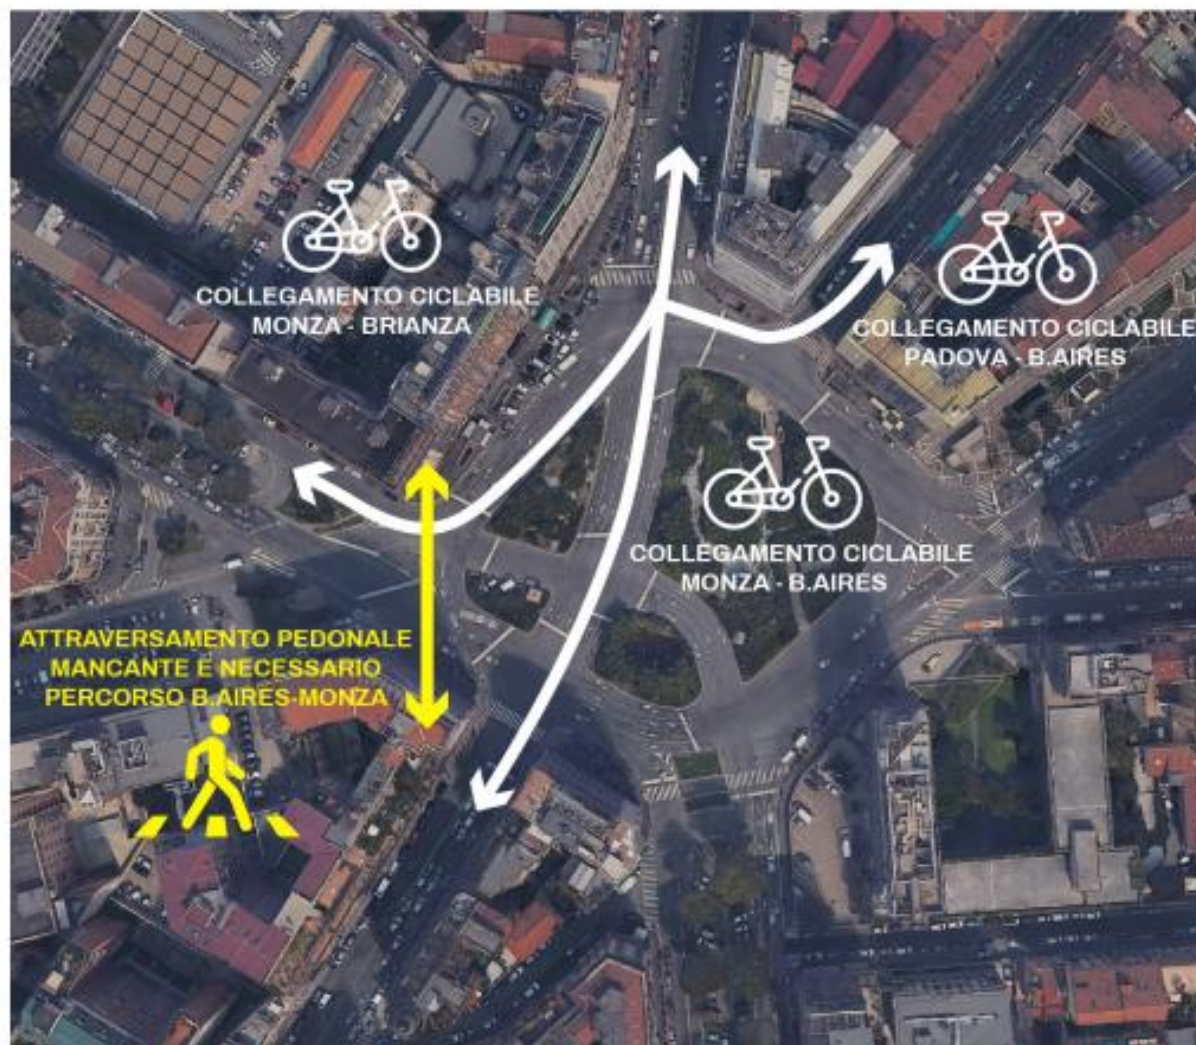 COLLEGAMENTO CICLABILE
MONZA - BRIANZA
COLLEGAMENTO CICLABILE
PADOVA - B.AIRES
COLLEGAMENTO CICLABILE
MONZA - B.AIRES
ATTRAVERSAMENTO PEDONALE
MANCANTE E NECESSARIO
PERCORSO B.AIRES-MONZA